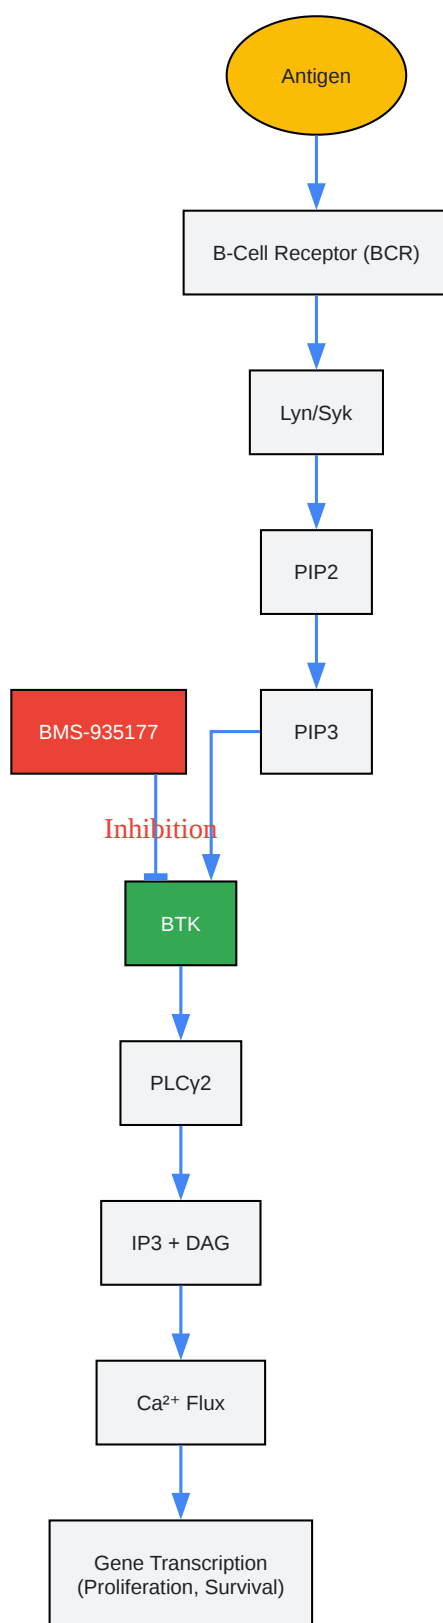 Antigen
B-Cell Receptor (BCR)
Lyn/Syk
PIP2
BMS-935177
PIP3
Inhibition
BTK
PLCγ2
IP3 + DAG
Ca²⁺ Flux
Gene Transcription
(Proliferation, Survival)